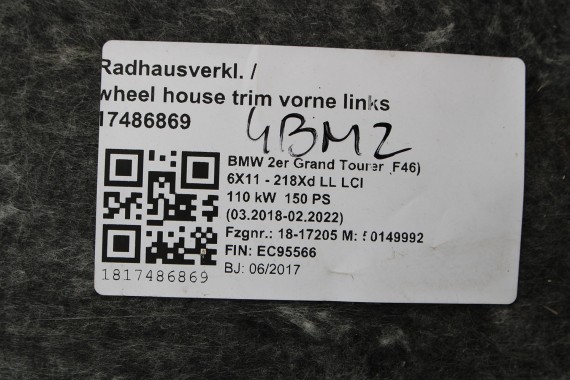 Radhausverkl. /
wheel house trim vorne links
17486869
4BM2
BMW 2er Grand Tourer F46)
6X11 - 218Xd LL LCI
110 kW 150 PS
(03.2018-02.2022)
Fzgnr.: 18-17205 M: 50149992
FIN: EC95566
BJ: 06/2017
1817486869